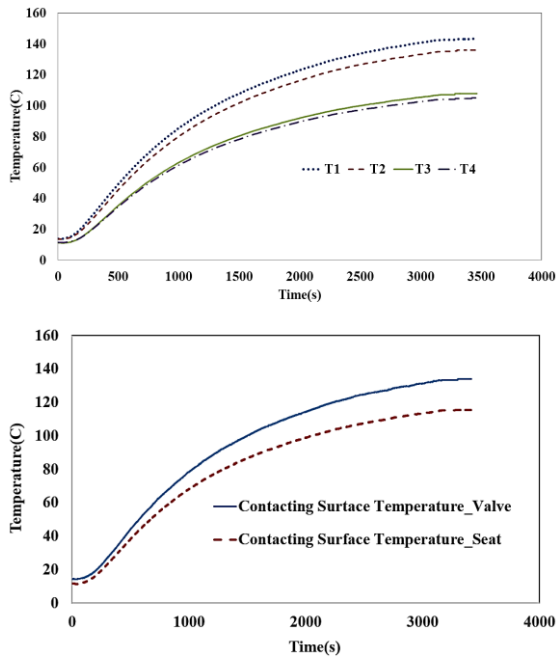 160
140
120
100
80
60
40
20
0
Temperature(C)
T1 T2 T3 T4
0 500 1000 1500 2000 2500 3000 3500 4000
Time(s)
160
140
120
100
80
60
40
20
0
Temperature(C)
Contacting Surtace Temperature_Valve
Contacting Surface Temperature_Seat
0 1000 2000 3000 4000
Time(s)